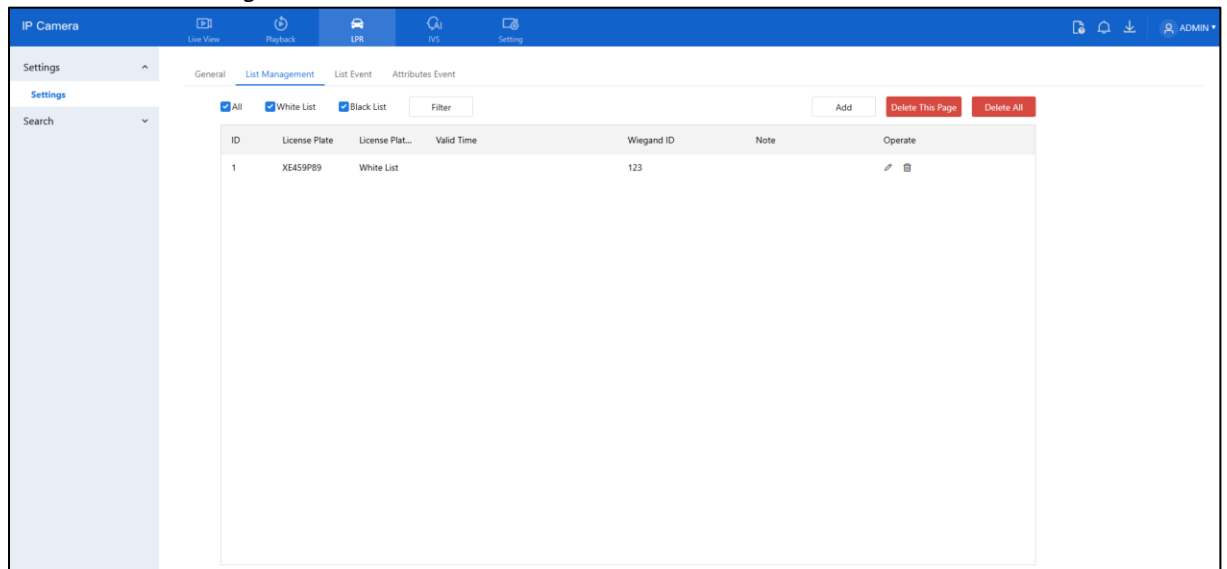 IP Camera
Live View Playback LPR IVS Setting ADMIN
Settings
General List Management List Event Attributes Event
Settings
All White List Black List Filter Add Delete This Page Delete All
Search
ID License Plate License Plat... Valid Time Wiegand ID Note Operate
1 XE459P89 White List 123